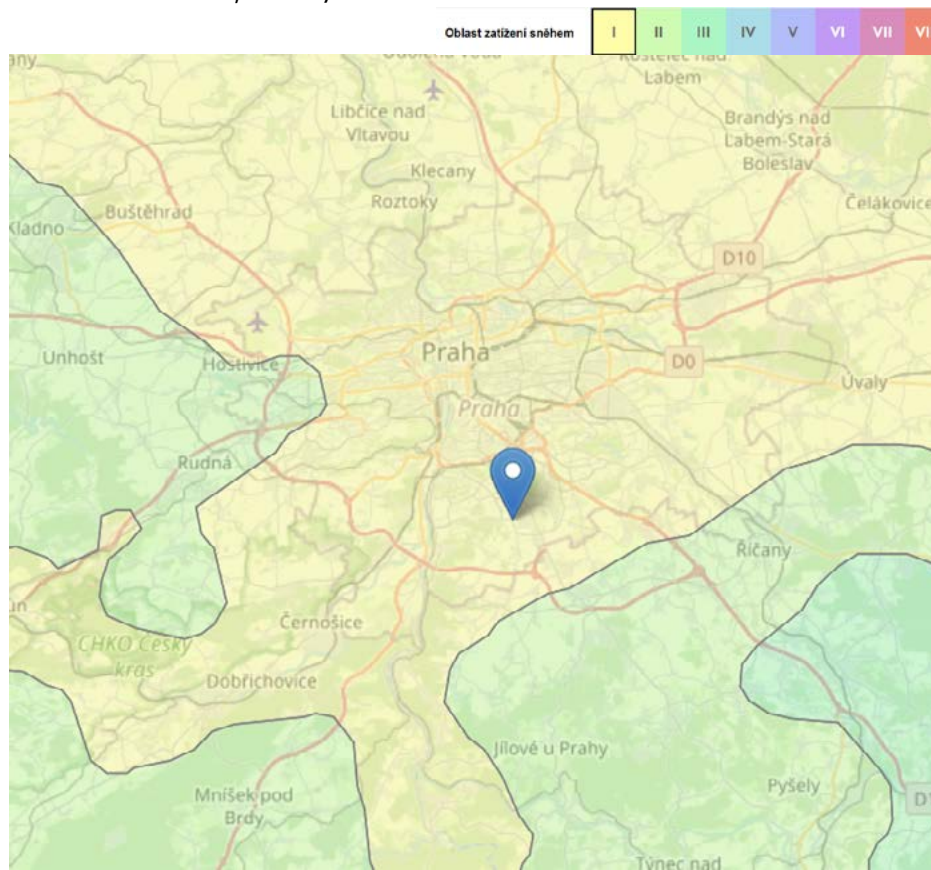 Oblast zatížení sněhem I II III IV V VI VII VI
Labem
Libčice nad
Vltavou
Brandýs nad
Labem-Stará
Boleslav
Klecany
Roztoky
Čelákovice
Buštěhrad
Kladno
D10
Praha
Unhošť
Hostivice
D0
Úvaly
Praha
Rudná
Říčany
Černošice
CHKO Český
kras
Dobřichovice
Jílové u Prahy
Pyšely
Mníšek pod
Brdy
Týnec nad